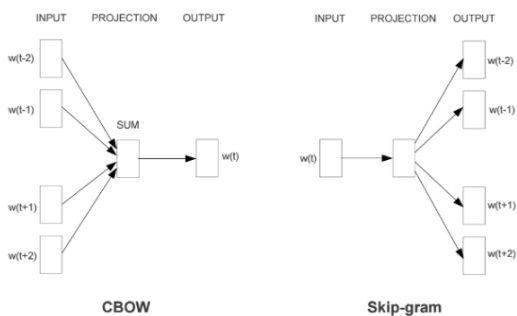 INPUT PROJECTION OUTPUT
w(t-2)
w(t-1)
SUM
w(t)
w(t+1)
w(t+2)
CBOW
INPUT PROJECTION OUTPUT
w(t-2)
w(t-1)
w(t)
w(t+1)
w(t+2)
Skip-gram